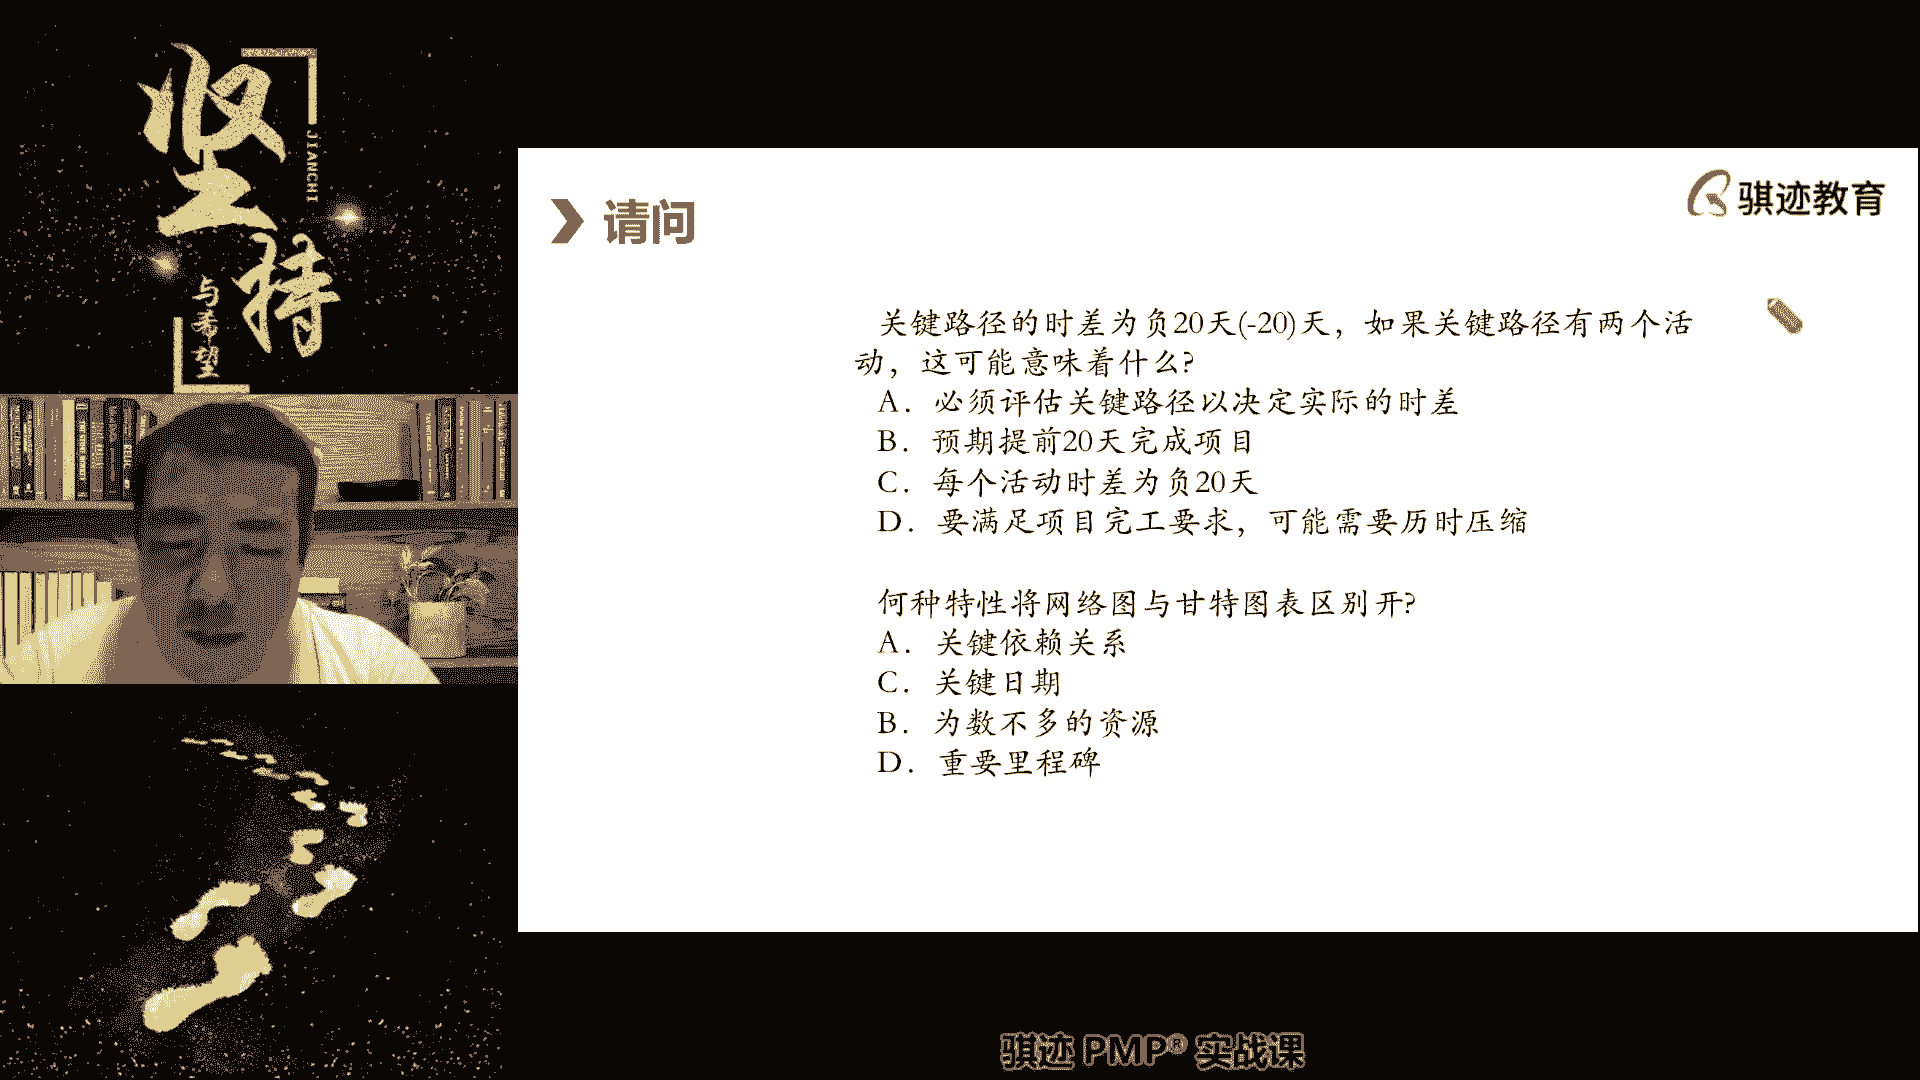 坚持
JIANCHI
与希望
请问
骐迹教育
关键路径的时差为负20天(-20)天，如果关键路径有两个活
动，这可能意味着什么?
A．必须评估关键路径以决定实际的时差
B．预期提前20天完成项目
C．每个活动时差为负20天
D．要满足项目完工要求，可能需要历时压缩
何种特性将网络图与甘特图表区别开?
A．关键依赖关系
C．关键日期
B．为数不多的资源
D．重要里程碑
骐迹 PMP® 实战课